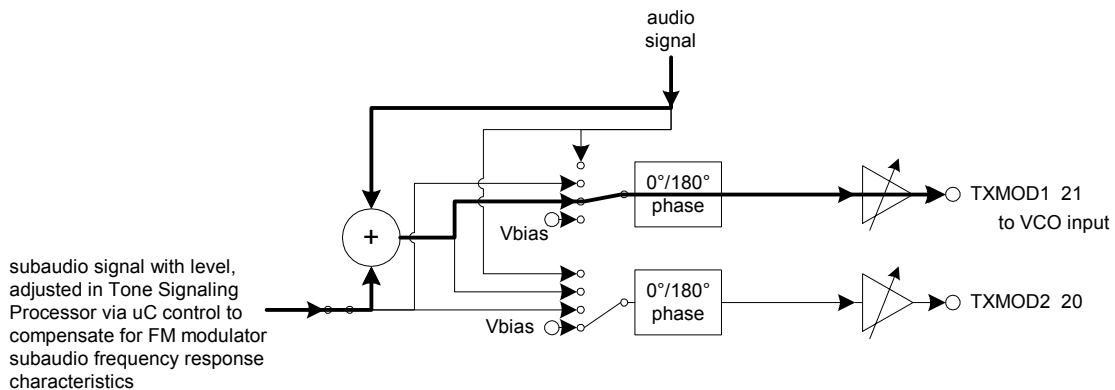 audio
signal
0°/180°
phase
TXMOD1 21
to VCO input
+
Vbias
subaudio signal with level,
adjusted in Tone Signaling
Processor via uC control to
compensate for FM modulator
subaudio frequency response
characteristics
0°/180°
phase
Vbias
TXMOD2 20